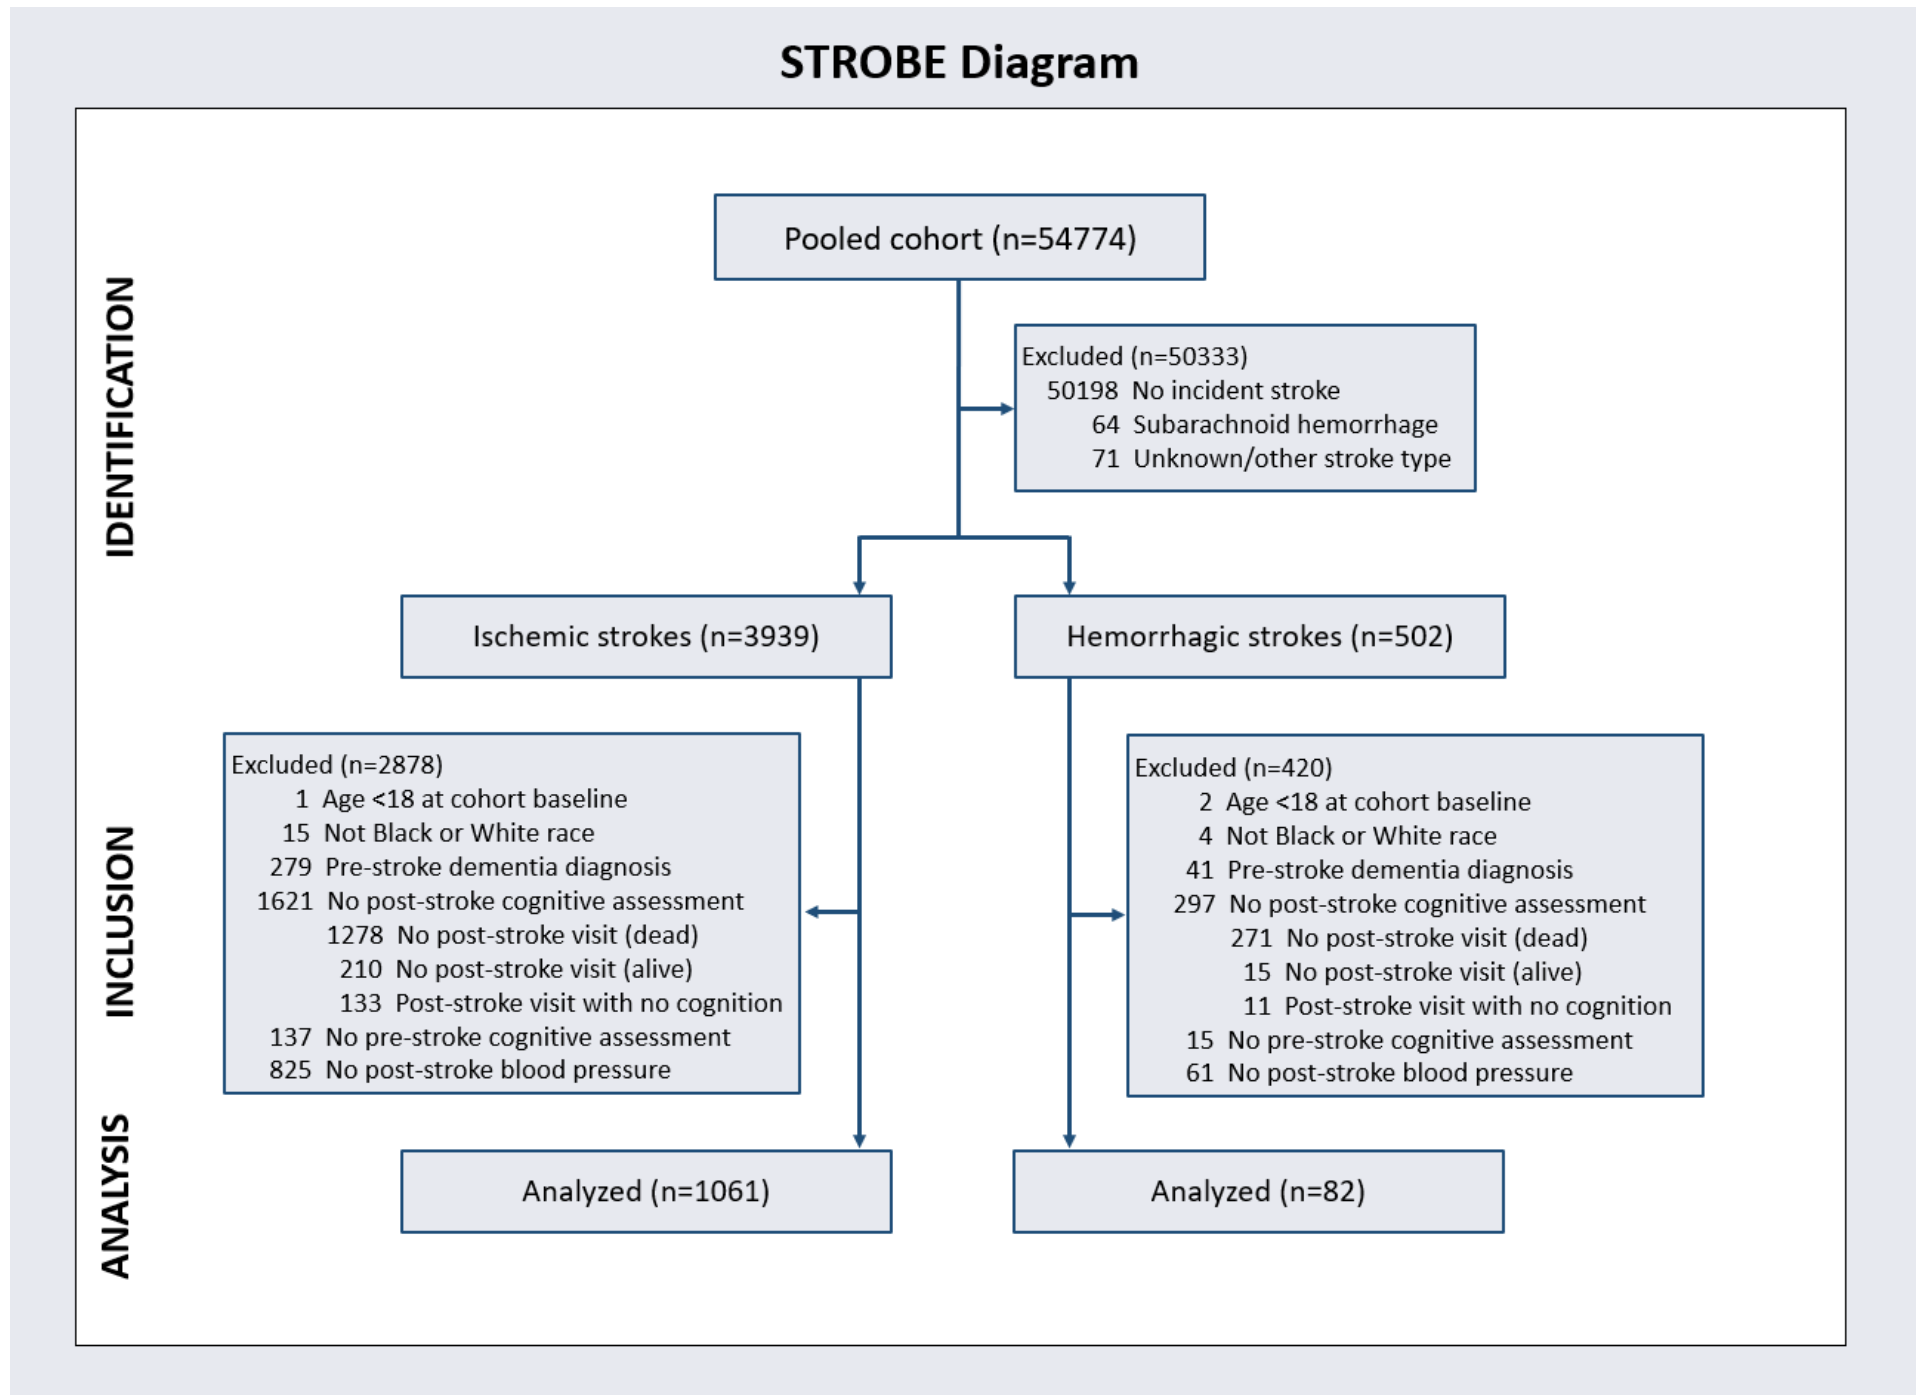 STROBE Diagram
IDENTIFICATION
Pooled cohort (n=54774)
Excluded (n=50333)
50198 No incident stroke
64 Subarachnoid hemorrhage
71 Unknown/other stroke type
Ischemic strokes (n=3939)
Hemorrhagic strokes (n=502)
INCLUSION
Excluded (n=2878)
1 Age <18 at cohort baseline
15 Not Black or White race
279 Pre-stroke dementia diagnosis
1621 No post-stroke cognitive assessment
1278 No post-stroke visit (dead)
210 No post-stroke visit (alive)
133 Post-stroke visit with no cognition
137 No pre-stroke cognitive assessment
825 No post-stroke blood pressure
Excluded (n=420)
2 Age <18 at cohort baseline
4 Not Black or White race
41 Pre-stroke dementia diagnosis
297 No post-stroke cognitive assessment
271 No post-stroke visit (dead)
15 No post-stroke visit (alive)
11 Post-stroke visit with no cognition
15 No pre-stroke cognitive assessment
61 No post-stroke blood pressure
ANALYSIS
Analyzed (n=1061)
Analyzed (n=82)